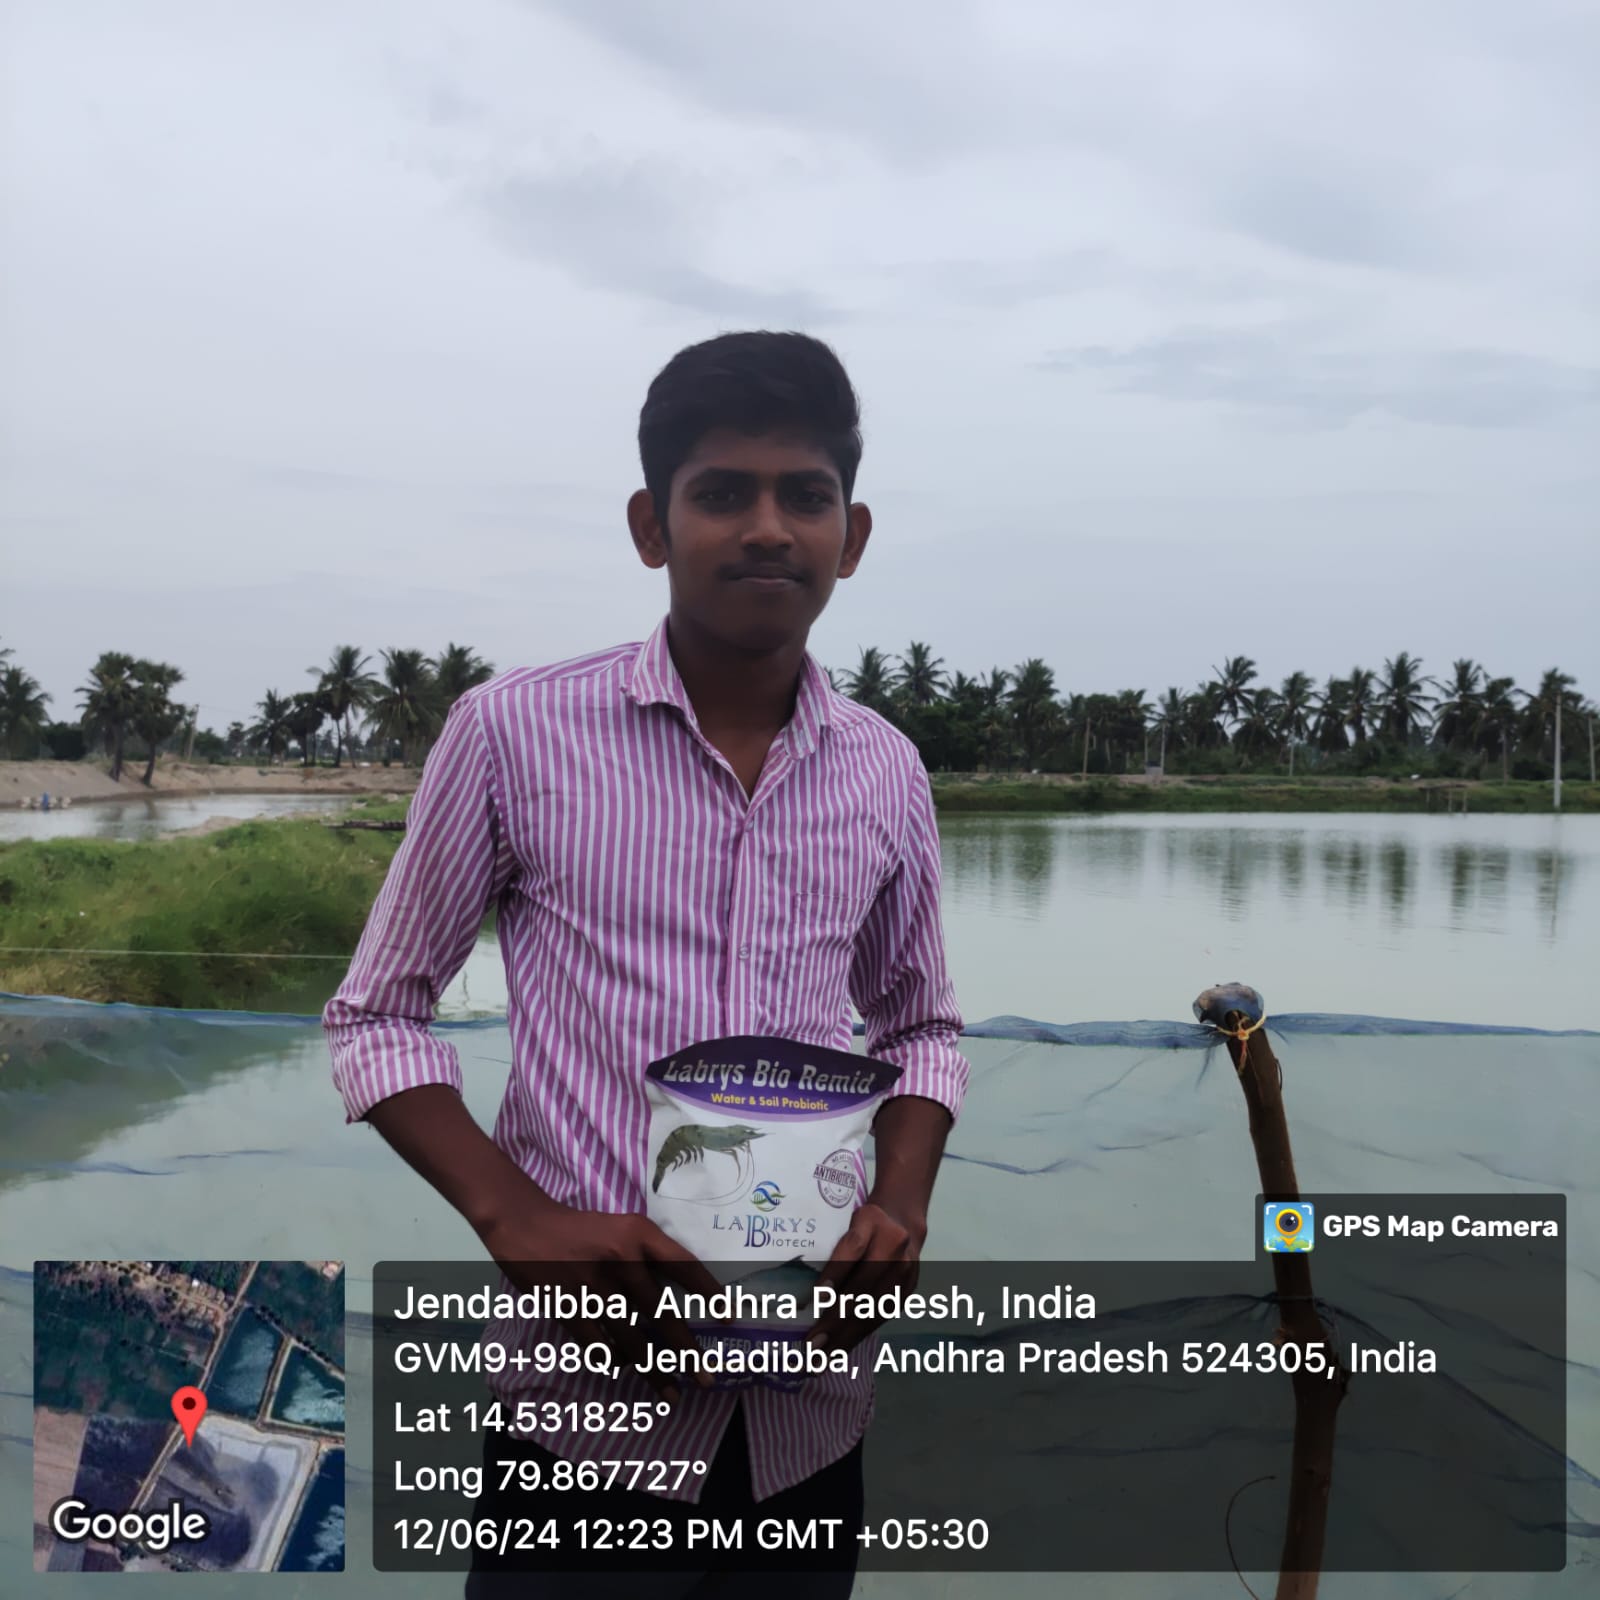 Labrys Bio Remid
Water & Soil Probiotic
LABRYS
BIOTECH
GPS Map Camera
Jendadibba, Andhra Pradesh, India
GVM9+98Q, Jendadibba, Andhra Pradesh 524305, India
Lat 14.531825°
Long 79.867727°
12/06/24 12:23 PM GMT +05:30
Google